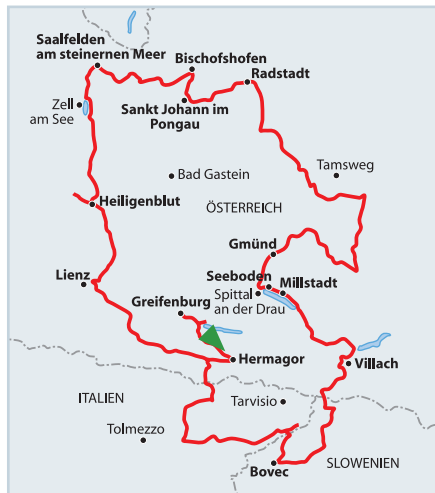 Saalfelden
am steinernen Meer
Bischofshofen
Radstadt
Zell
am See
Sankt Johann im
Pongau
Tamsweg
Bad Gastein
Heiligenblut
ÖSTERREICH
Gmünd
Lienz
Seeboden
Millstadt
Spittal
an der Drau
Greifenburg
Hermagor
Villach
ITALIEN
Tarvisio
Tolmezzo
Bovec
SLOWENIEN